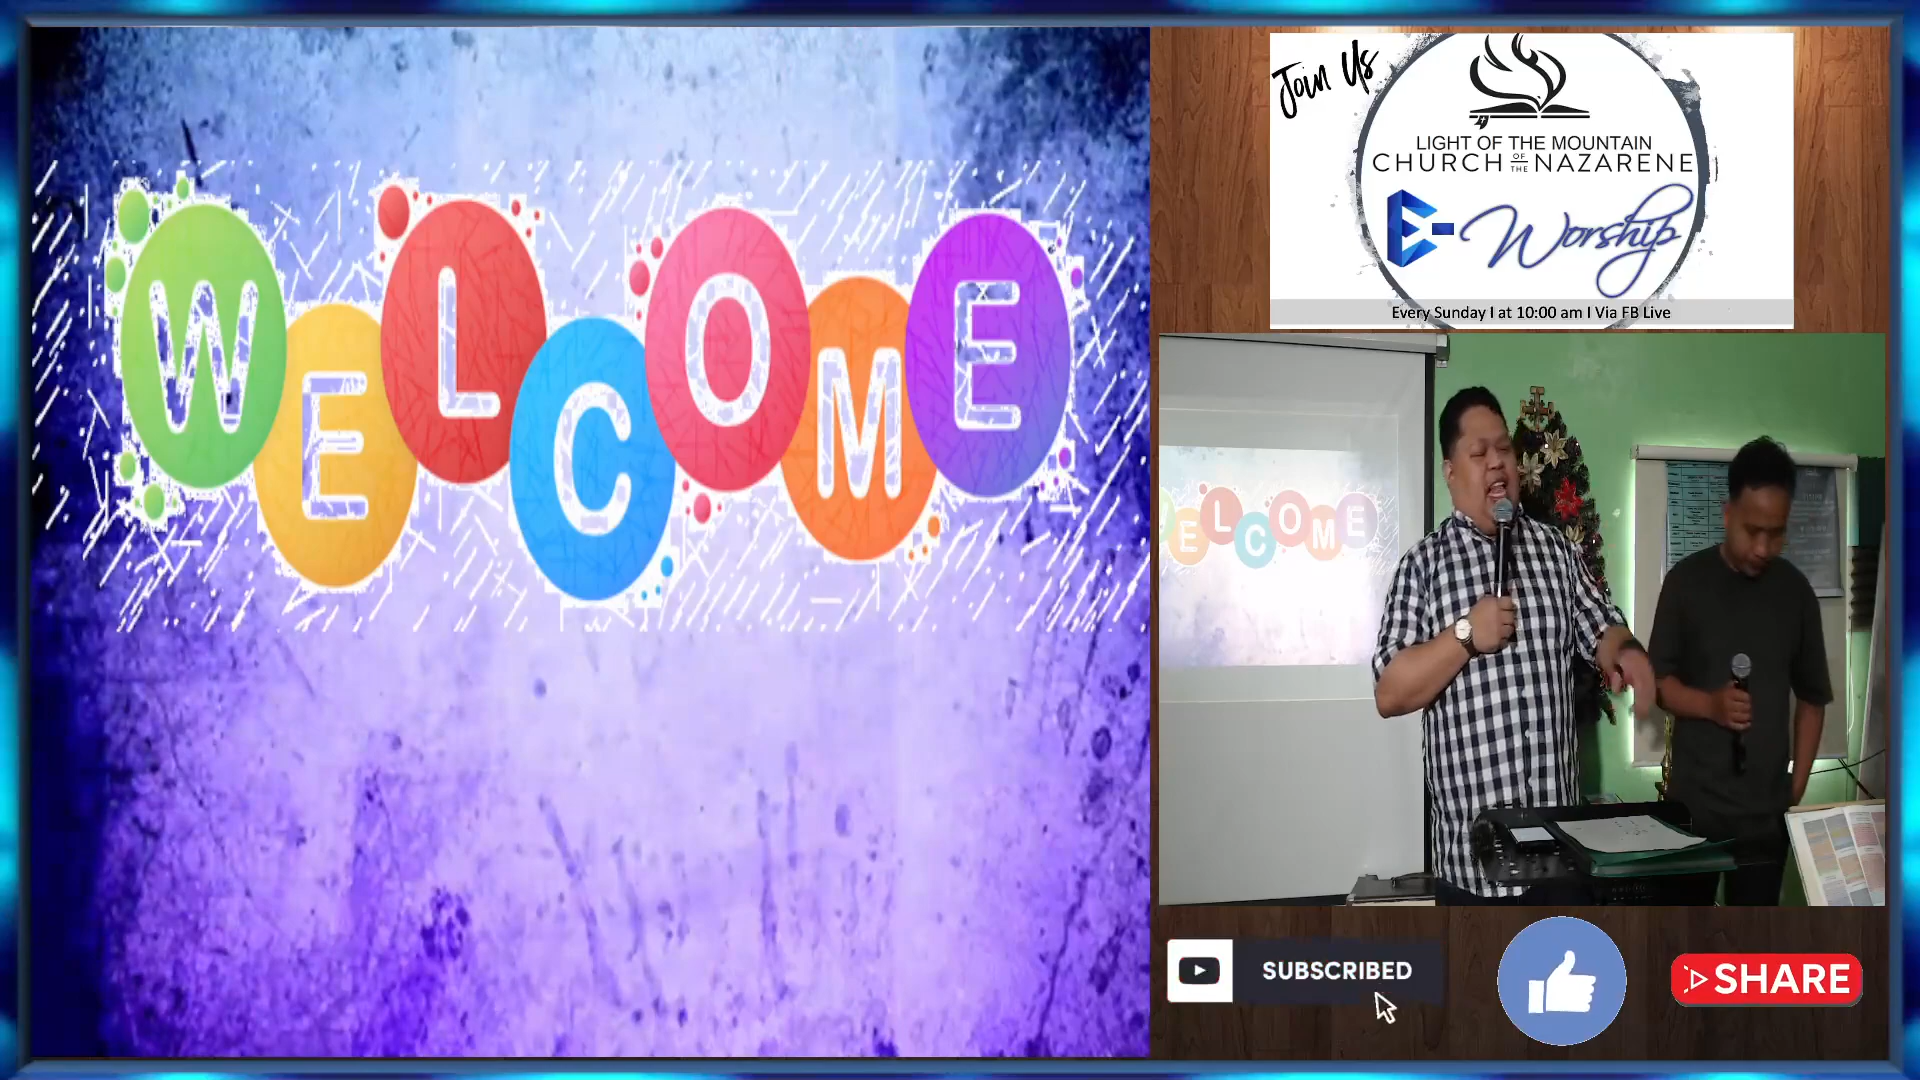 WELCOME
Join Us
LIGHT OF THE MOUNTAIN
CHURCH OF THE NAZARENE
E-Worship
Every Sunday I at 10:00 am I Via FB Live
WELCOME
SUBSCRIBED
SHARE